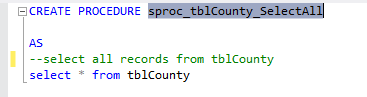 CREATE PROCEDURE sproc_tblCounty_SelectAll
AS
--select all records from tblCounty
select * from tblCounty